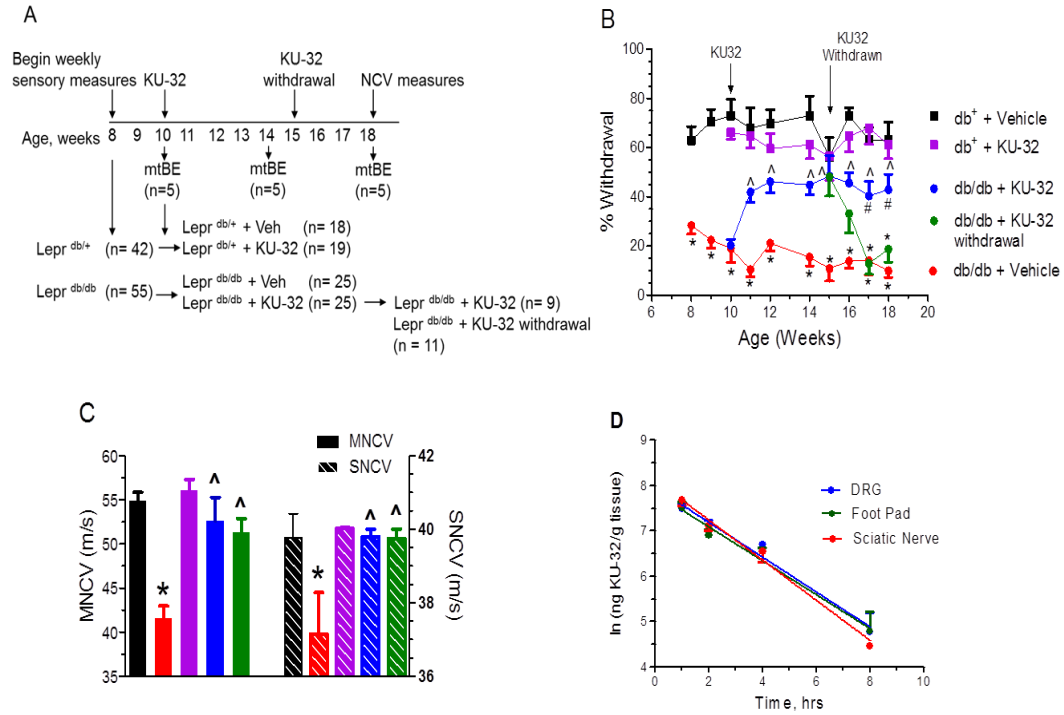 A
Begin weekly
sensory measures
KU-32
KU-32
withdrawal
NCV measures
Age, weeks
8 9 10 11 12 13 14 15 16 17 18
mtBE
(n=5)
mtBE
(n=5)
mtBE
(n=5)
Lepr db/+ (n= 42)
Lepr db/+ + Veh (n= 18)
Lepr db/+ + KU-32 (n= 19)
Lepr db/db (n= 55)
Lepr db/db + Veh (n= 25)
Lepr db/db + KU-32 (n= 25)
Lepr db/db + KU-32 (n= 9)
Lepr db/db + KU-32 withdrawal
(n = 11)
B
KU32
KU32
Withdrawn
% Withdrawal
100
80
60
40
20
0
^ ^ ^ ^ ^ ^ ^
# #
* * * *
* * * * * * * * * *
6 8 10 12 14 16 18 20
Age (Weeks)
db+ + Vehicle
db+ + KU-32
db/db + KU-32
db/db + KU-32
withdrawal
db/db + Vehicle
C
MNCV
SNCV
MNCV (m/s)
60
55
50
45
40
35
* ^ ^ * ^ ^
42
40
38
36
SNCV (m/s)
D
ln (ng KU-32/g tissue)
9
8
7
6
5
4
DRG
Foot Pad
Sciatic Nerve
0 2 4 6 8 10
Time, hrs